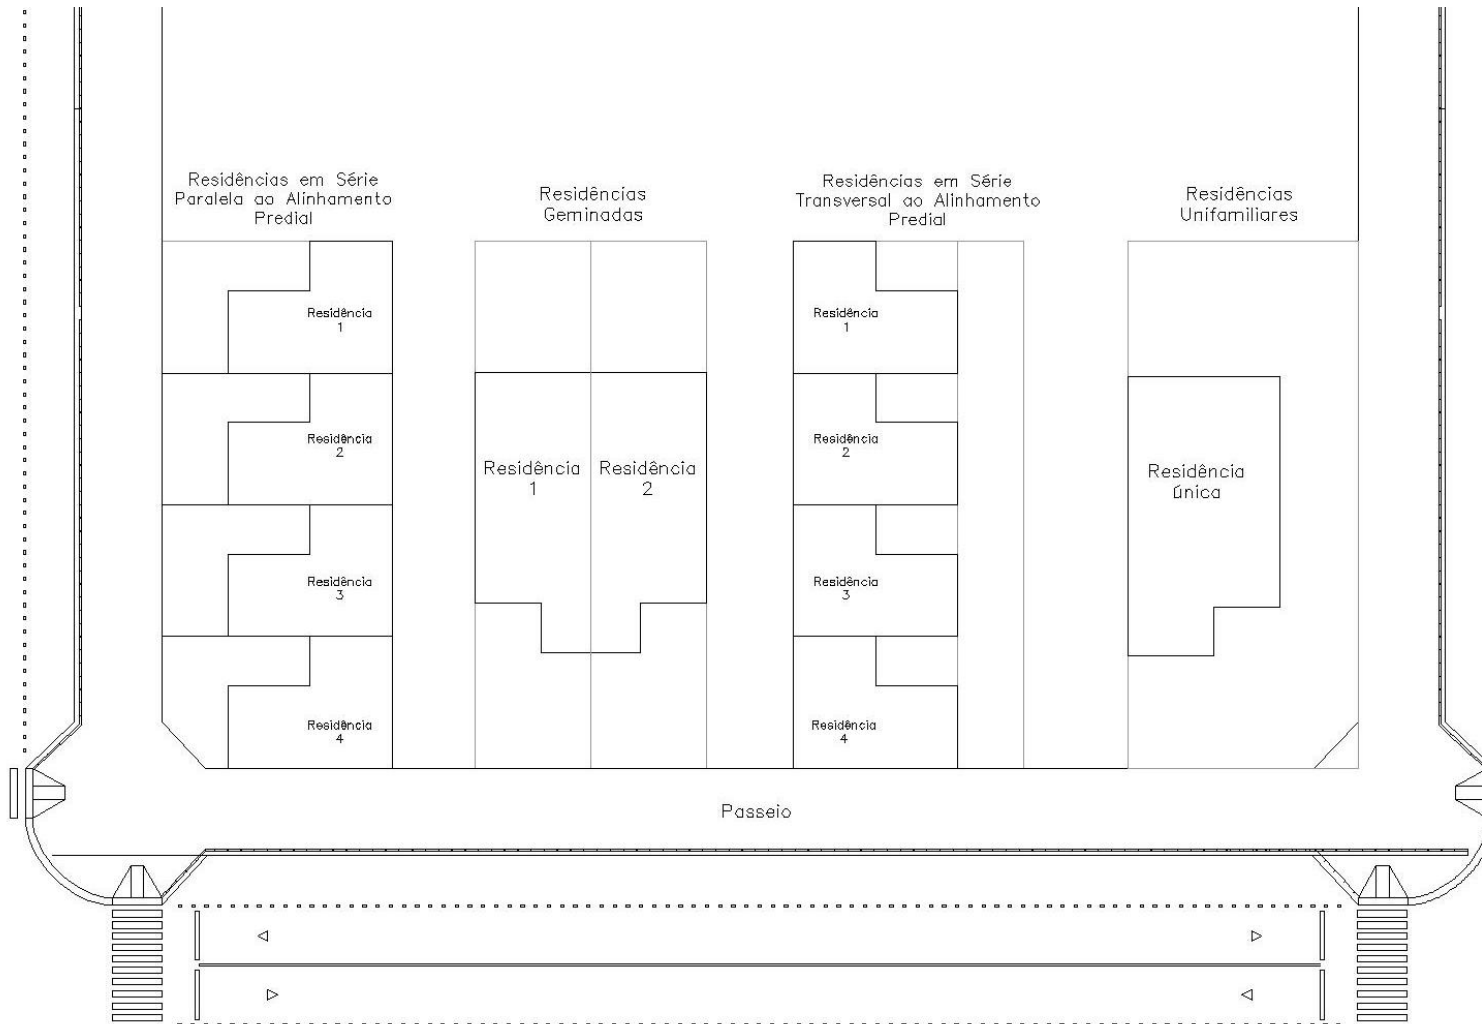 Residências em Série
Paralela ao Alinhamento
Predial
Residências
Geminadas
Residências em Série
Transversal ao Alinhamento
Predial
Residências
Unifamiliares
Residência
1
Residência
2
Residência
3
Residência
4
Residência
1
Residência
2
Residência
1
Residência
2
Residência
3
Residência
4
Residência
única
Passeio